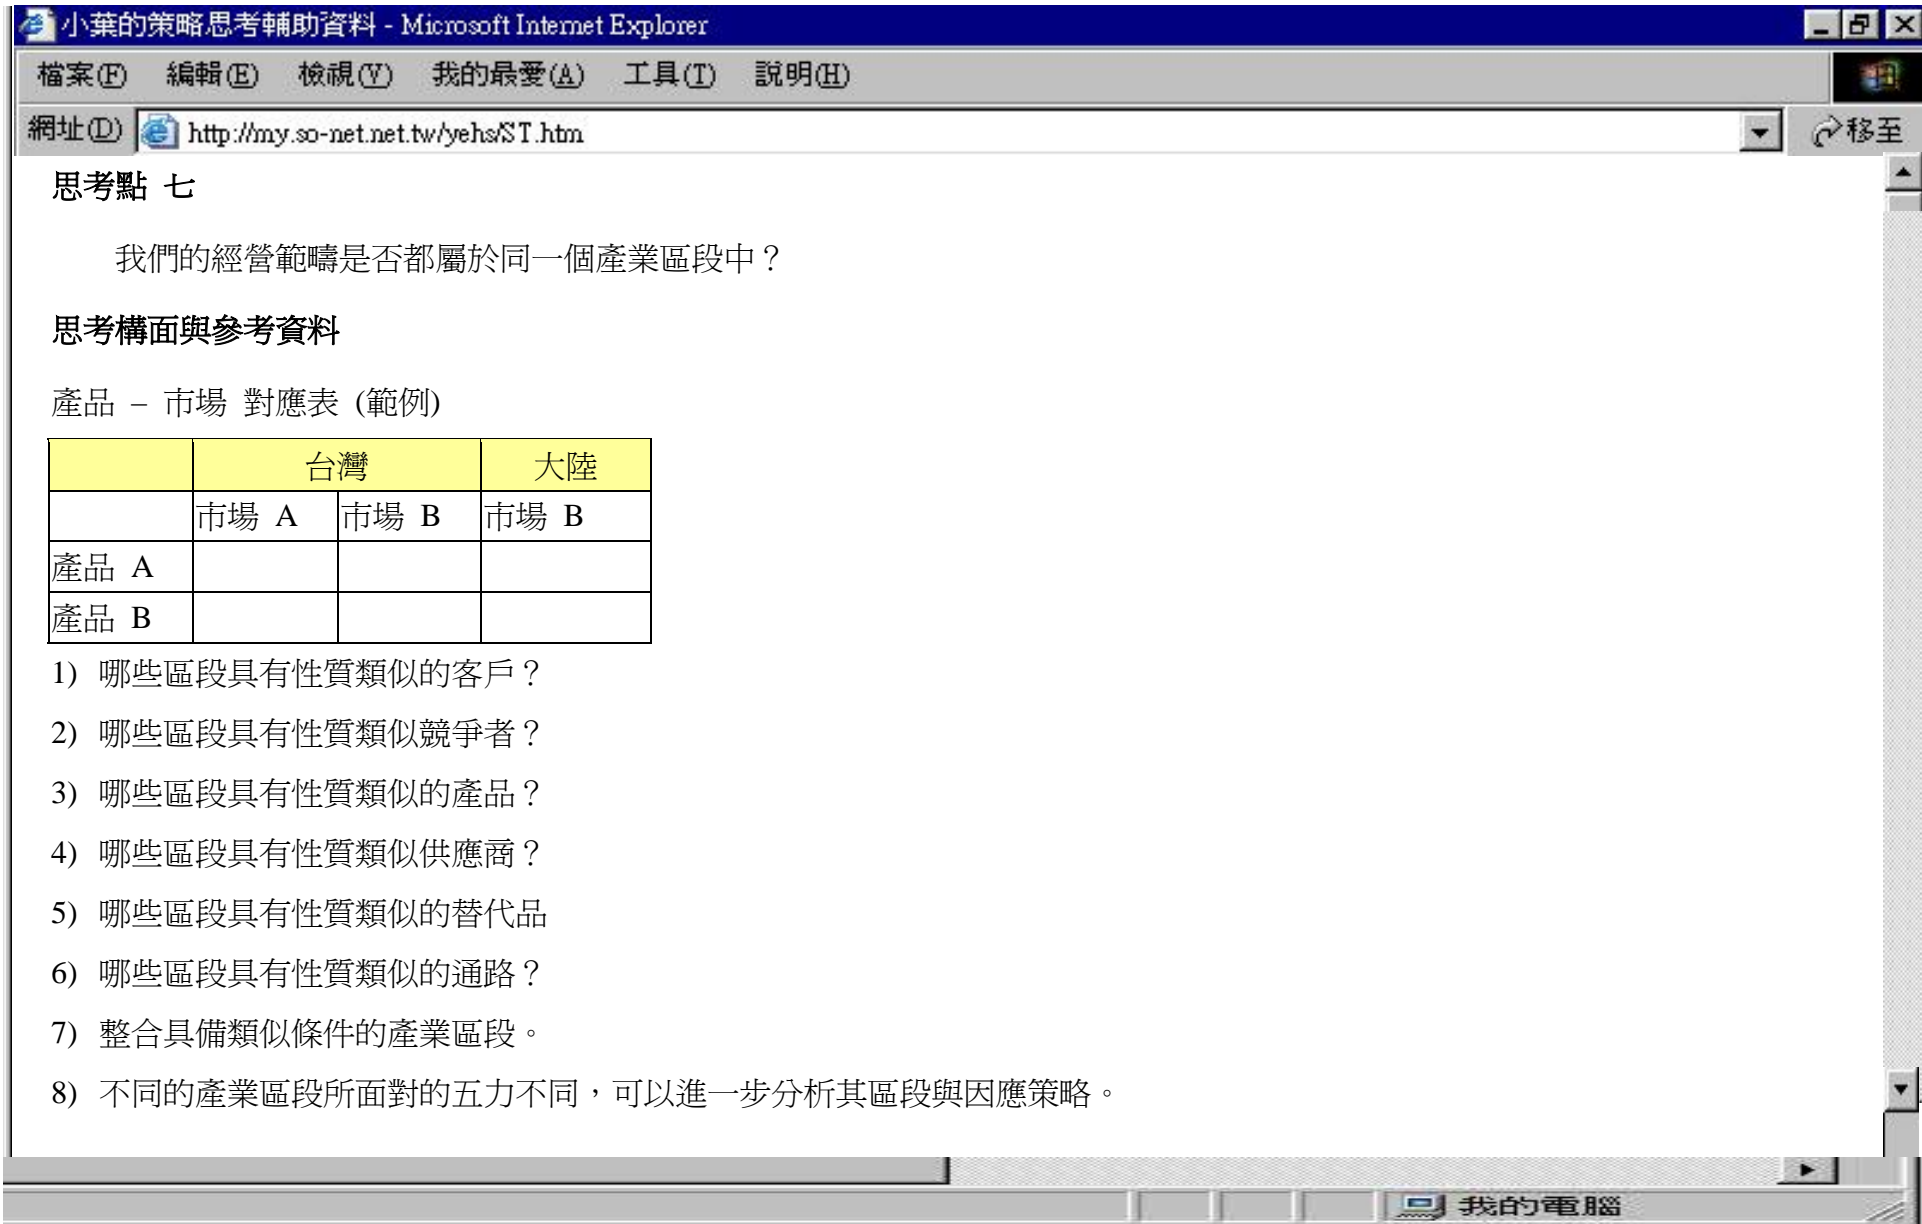 小葉的策略思考輔助資料 - Microsoft Internet Explorer
檔案(F) 編輯(E) 檢視(V) 我的最愛(A) 工具(T) 說明(H)
網址(D) http://my.so-net.net.tw/yehs/ST.htm 移至
思考點 七
我們的經營範疇是否都屬於同一個產業區段中？
思考構面與參考資料
產品 – 市場 對應表 (範例)
台灣 大陸
市場 A 市場 B 市場 B
產品 A
產品 B
1) 哪些區段具有性質類似的客戶？
2) 哪些區段具有性質類似競爭者？
3) 哪些區段具有性質類似的產品？
4) 哪些區段具有性質類似供應商？
5) 哪些區段具有性質類似的替代品
6) 哪些區段具有性質類似的通路？
7) 整合具備類似條件的產業區段。
8) 不同的產業區段所面對的五力不同，可以進一步分析其區段與因應策略。
我的電腦